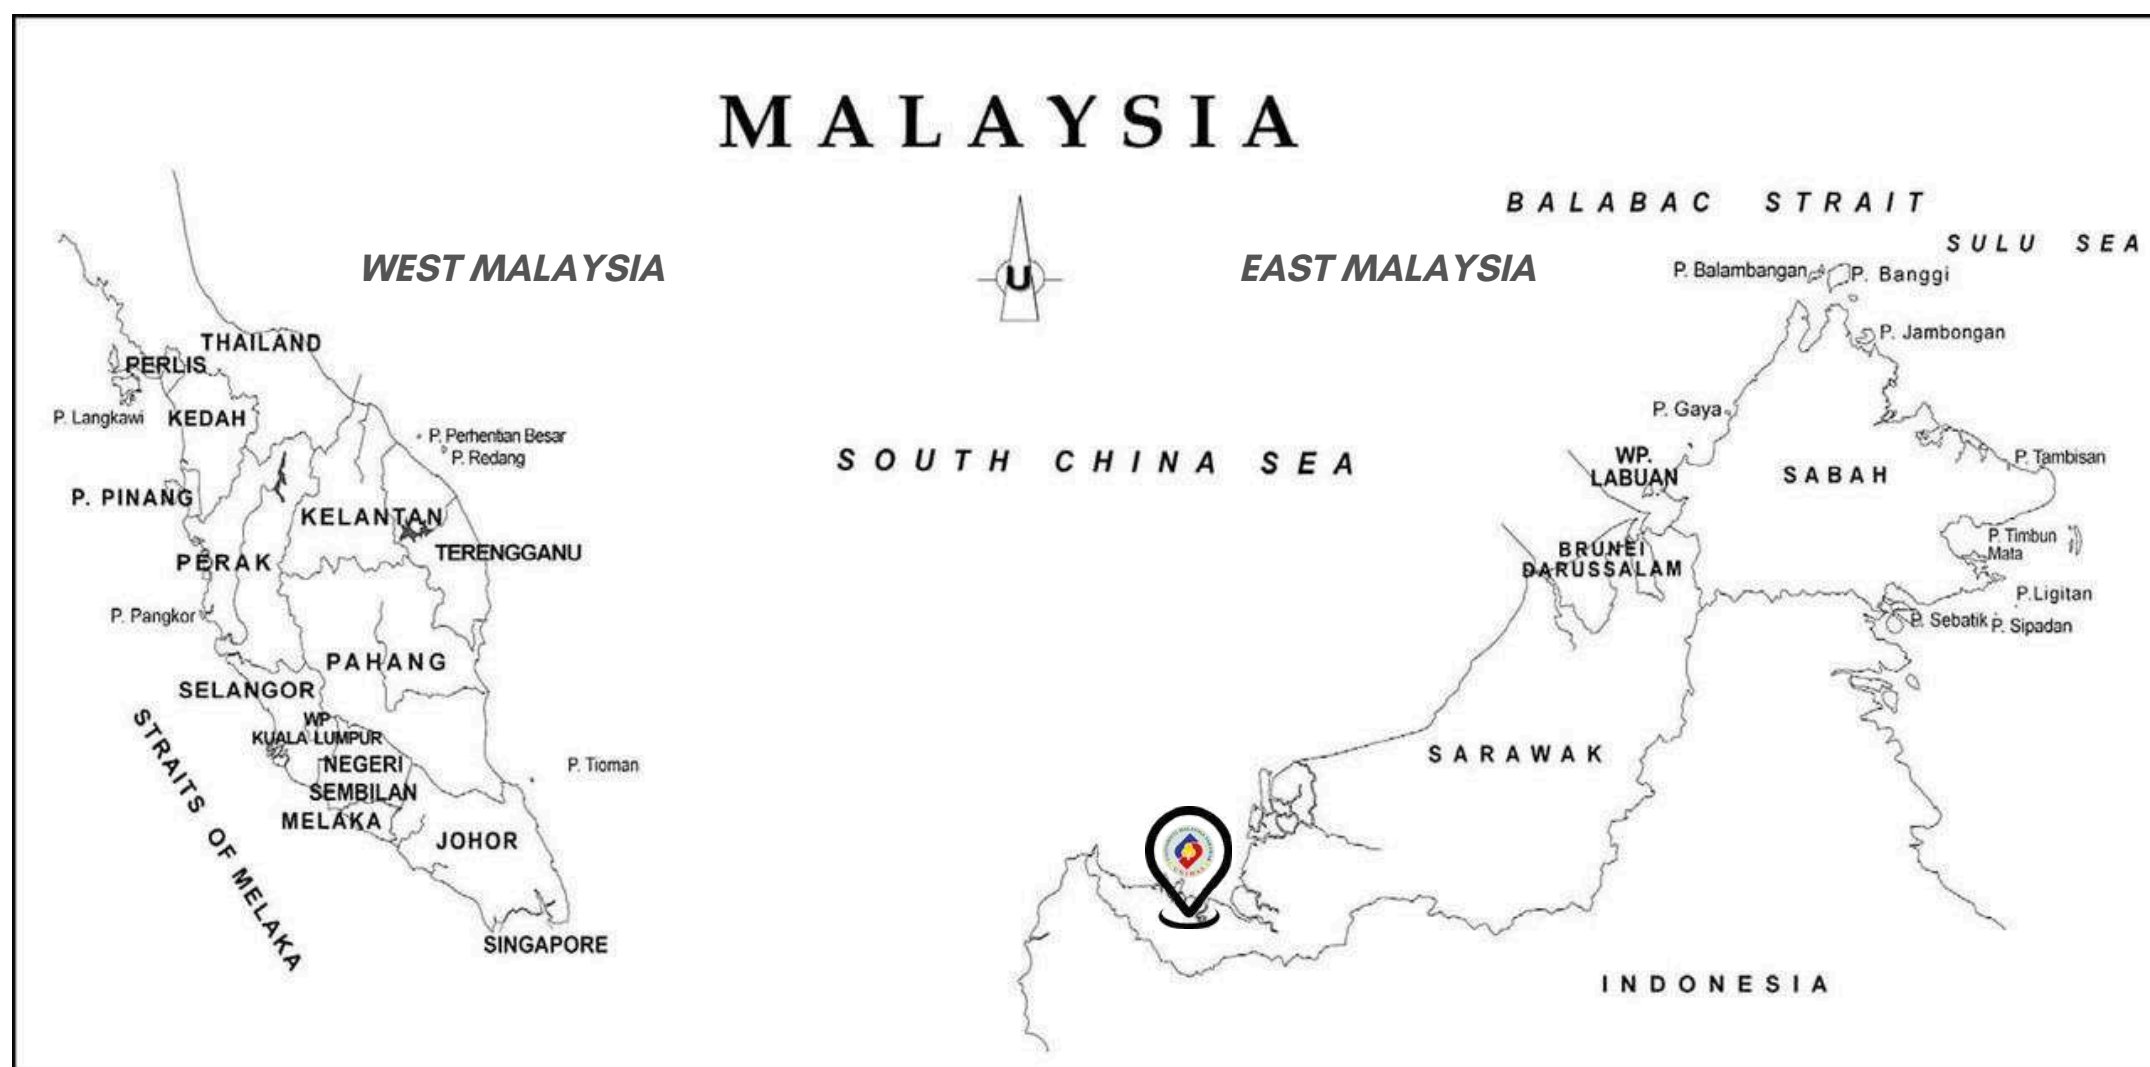 MALAYSIA
BALABAC STRAIT
SULU SEA
WEST MALAYSIA
EAST MALAYSIA
U
P. Balambangan
P. Banggi
P. Jambongan
THAILAND
PERLIS
P. Langkawi
KEDAH
P. Gaya
P. Perhentian Besar
P. Redang
SOUTH CHINA SEA
WP.
LABUAN
SABAH
P. Tambisan
P. PINANG
KELANTAN
TERENGGANU
PERAK
BRUNEI
DARUSSALAM
P. Timbun
Mata
P.Ligitan
P. Pangkor
P. Sebatik
P. Sipadan
PAHANG
SELANGOR
WP
KUALA LUMPUR
NEGERI
SEMBILAN
P. Tioman
SARAWAK
MELAKA
JOHOR
STRAITS OF MELAKA
SINGAPORE
INDONESIA